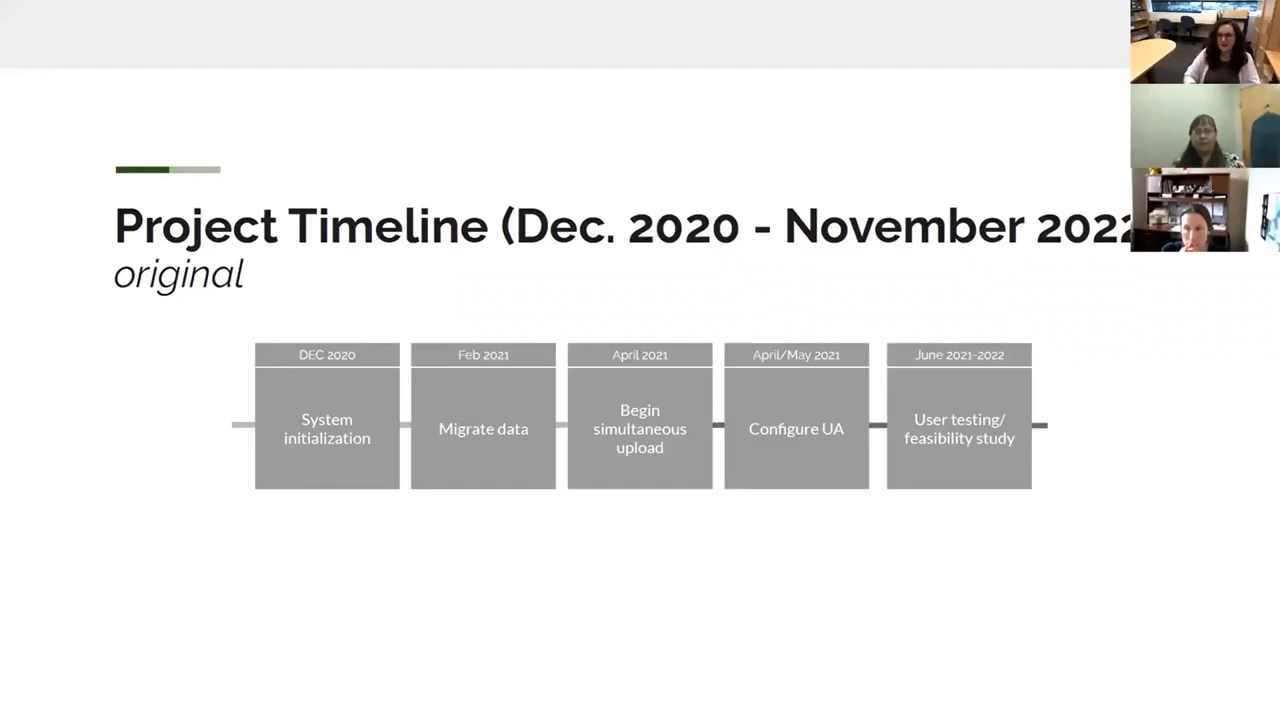 Project Timeline (Dec. 2020 - November 2022
original
DEC 2020
System
initialization
Feb 2021
Migrate data
April 2021
Begin
simultaneous
upload
April/May 2021
Configure UA
June 2021-2022
User testing/
feasibility study